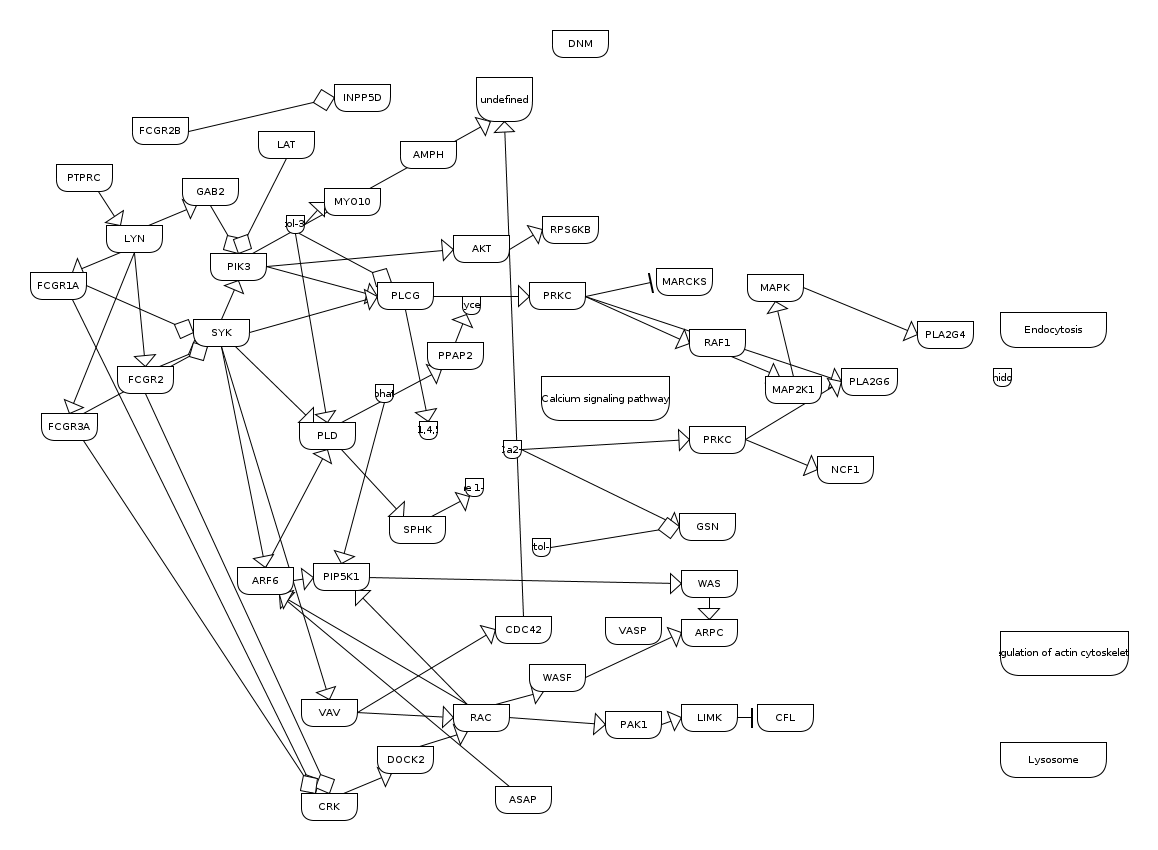 DNM
INPP5D
undefined
FCGR2B
LAT
AMPH
PTPRC
GAB2
MYO10
ol-3
RPS6KB
LYN
AKT
PIK3
FCGR1A
PLCG
yce
PRKC
MARCKS
MAPK
SYK
RAF1
PLA2G4
Endocytosis
PPAP2
FCGR2
phat
Calcium signaling pathway
MAP2K1
PLA2G6
nidc
FCGR3A
PLD
1,4,5
1a2-
PRKC
NCF1
e 1-
SPHK
GSN
tol-
ARF6
PIP5K1
WAS
CDC42
VASP
ARPC
gulation of actin cytoskelet
WASF
VAV
RAC
PAK1
LIMK
CFL
DOCK2
Lysosome
CRK
ASAP